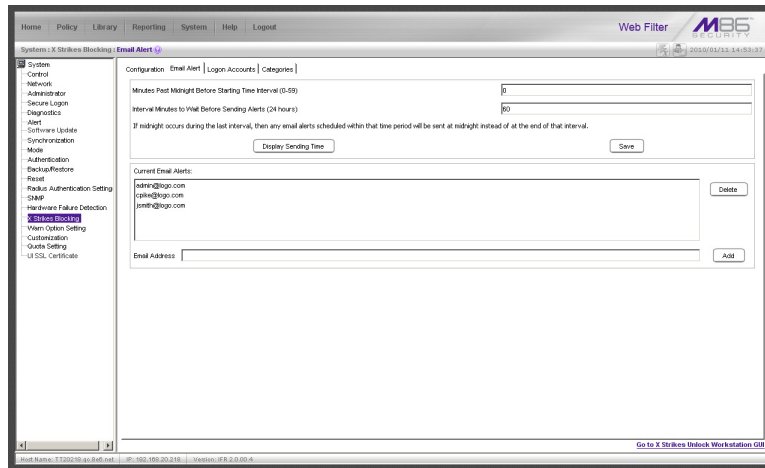 Home Policy Library Reporting System Help Logout
Web Filter
M86
SECURITY
System : X Strikes Blocking : Email Alert
2010/01/11 14:53:37
System
Control
Network
Administrator
Secure Logon
Diagnostics
Alert
Software Update
Synchronization
Mode
Authentication
Backup/Restore
Reset
Radius Authentication Setting
SNMP
Hardware Failure Detection
X Strikes Blocking
Warn Option Setting
Customization
Quota Setting
UI SSL Certificate
Configuration Email Alert Logon Accounts Categories
Minutes Past Midnight Before Starting Time Interval (0-59) 0
Interval Minutes to Wait Before Sending Alerts (24 hours) 60
If midnight occurs during the last interval, then any email alerts scheduled within that time period will be sent at midnight instead of at the end of that interval.
Display Sending Time Save
Current Email Alerts:
admin@logo.com
cpike@logo.com
jsmith@logo.com
Delete
Email Address Add
Go to X Strikes Unlock Workstation GUI
Host Name: TT20218.qc.8e6.net IP: 192.168.20.218 Version: IFR.2.0.00.4